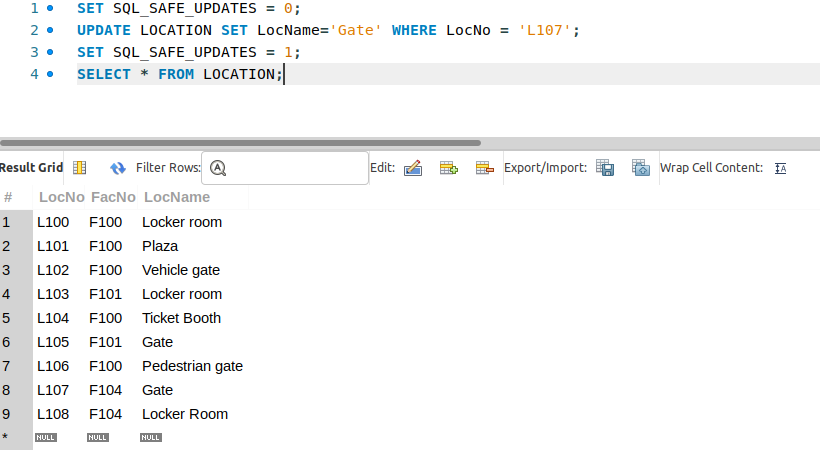 1 SET SQL_SAFE_UPDATES = 0;
2 UPDATE LOCATION SET LocName='Gate' WHERE LocNo = 'L107';
3 SET SQL_SAFE_UPDATES = 1;
4 SELECT * FROM LOCATION;
Result Grid Filter Rows: Edit: Export/Import: Wrap Cell Content:
# LocNo FacNo LocName
1 L100 F100 Locker room
2 L101 F100 Plaza
3 L102 F100 Vehicle gate
4 L103 F101 Locker room
5 L104 F100 Ticket Booth
6 L105 F101 Gate
7 L106 F100 Pedestrian gate
8 L107 F104 Gate
9 L108 F104 Locker Room
* NULL NULL NULL